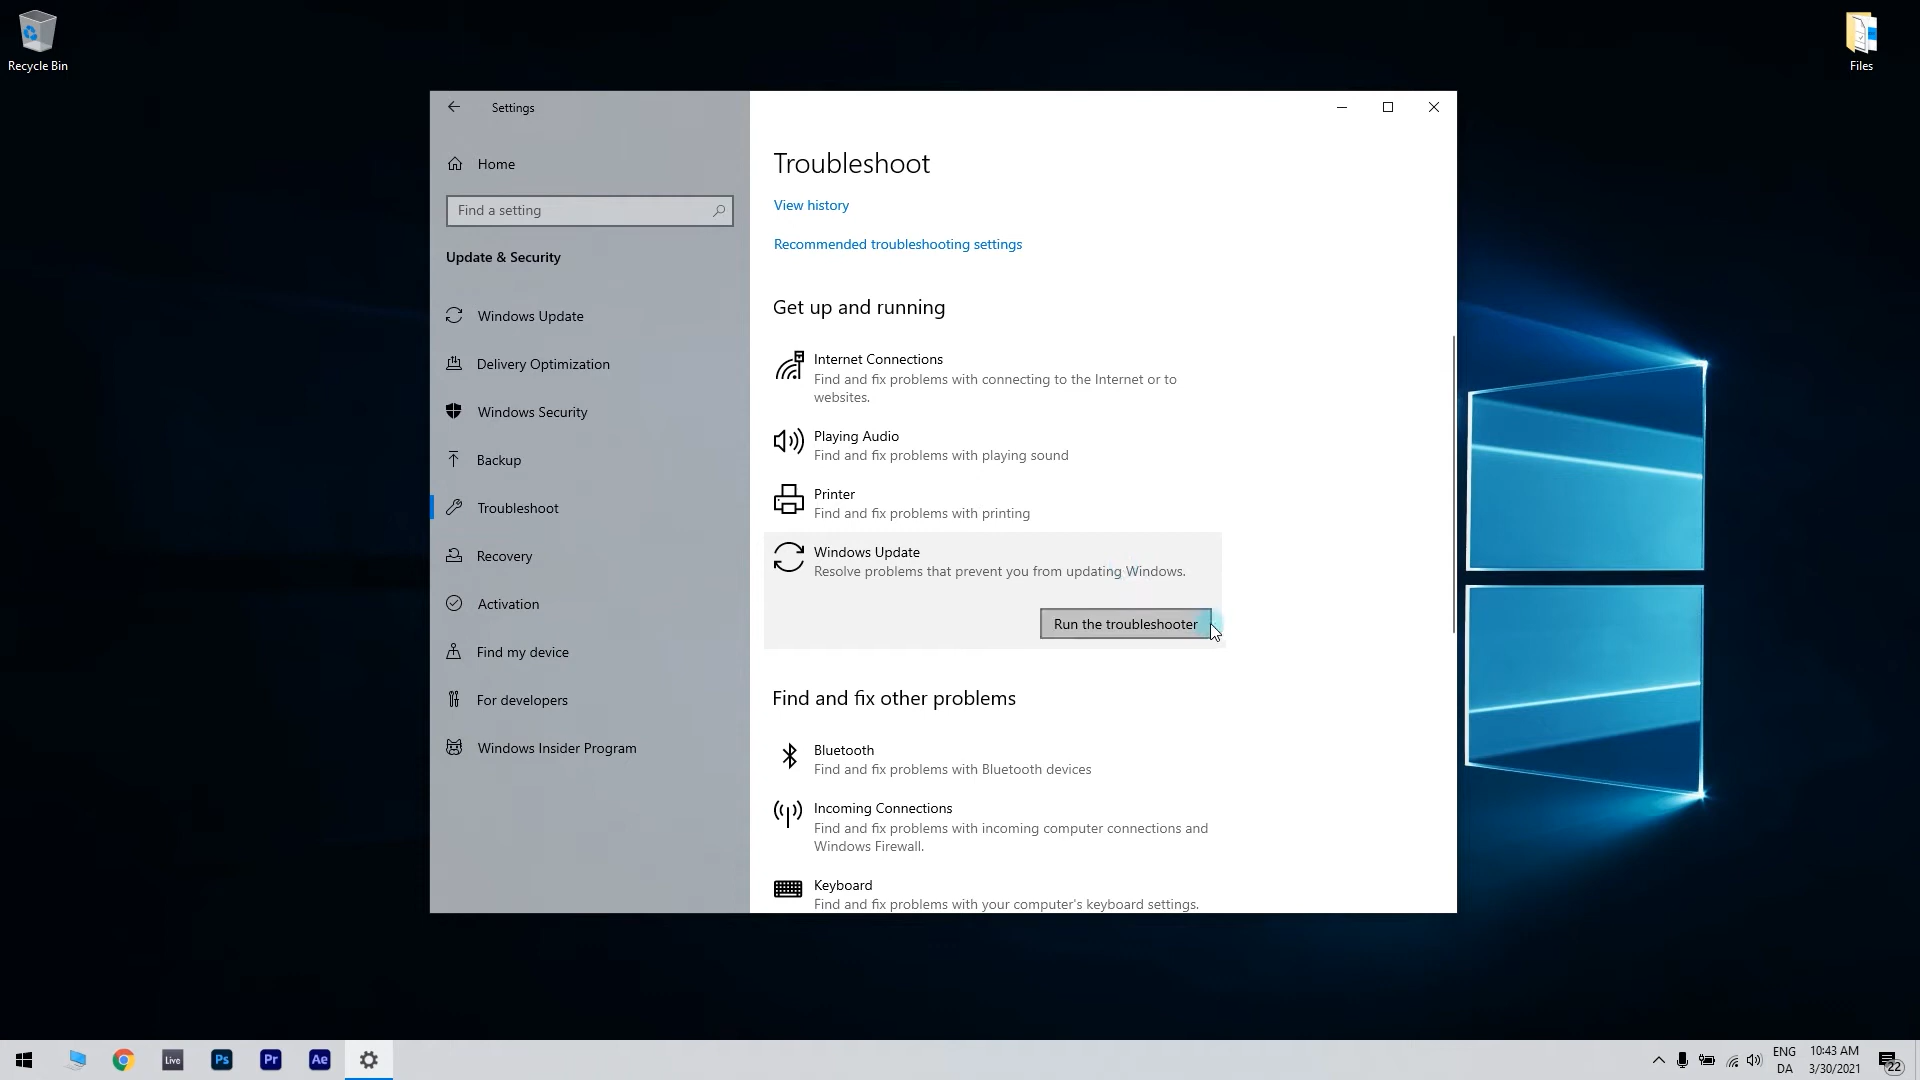 Recycle Bin
Files
Settings
Home
Find a setting
Update & Security
Windows Update
Delivery Optimization
Windows Security
Backup
Troubleshoot
Recovery
Activation
Find my device
For developers
Windows Insider Program
Troubleshoot
View history
Recommended troubleshooting settings
Get up and running
Internet Connections
Find and fix problems with connecting to the Internet or to
websites.
Playing Audio
Find and fix problems with playing sound
Printer
Find and fix problems with printing
Windows Update
Resolve problems that prevent you from updating Windows.
Run the troubleshooter
Find and fix other problems
Bluetooth
Find and fix problems with Bluetooth devices
Incoming Connections
Find and fix problems with incoming computer connections and
Windows Firewall.
Keyboard
Find and fix problems with your computer's keyboard settings.
Live
Ps
Pr
Ae
ENG
DA
10:43 AM
3/30/2021
22